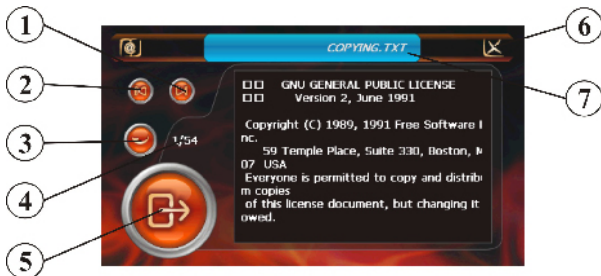 1
6
@
COPYING.TXT
2
7
GNU GENERAL PUBLIC LICENSE
Version 2, June 1991
3
1/54
Copyright (C) 1989, 1991 Free Software I
nc.
59 Temple Place, Suite 330, Boston, M
07 USA
Everyone is permitted to copy and distribu
m copies
4
of this license document, but changing it
owed.
5